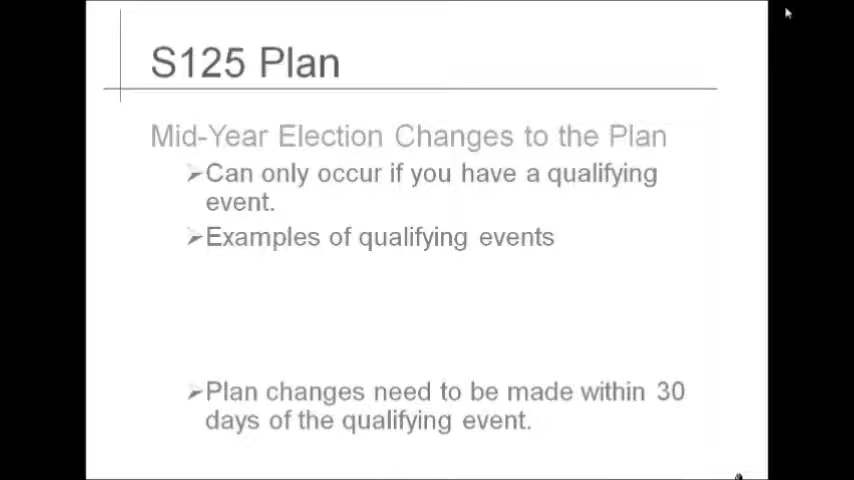 S125 Plan
Mid-Year Election Changes to the Plan
➢Can only occur if you have a qualifying
event.
➢Examples of qualifying events
➢Plan changes need to be made within 30
days of the qualifying event.